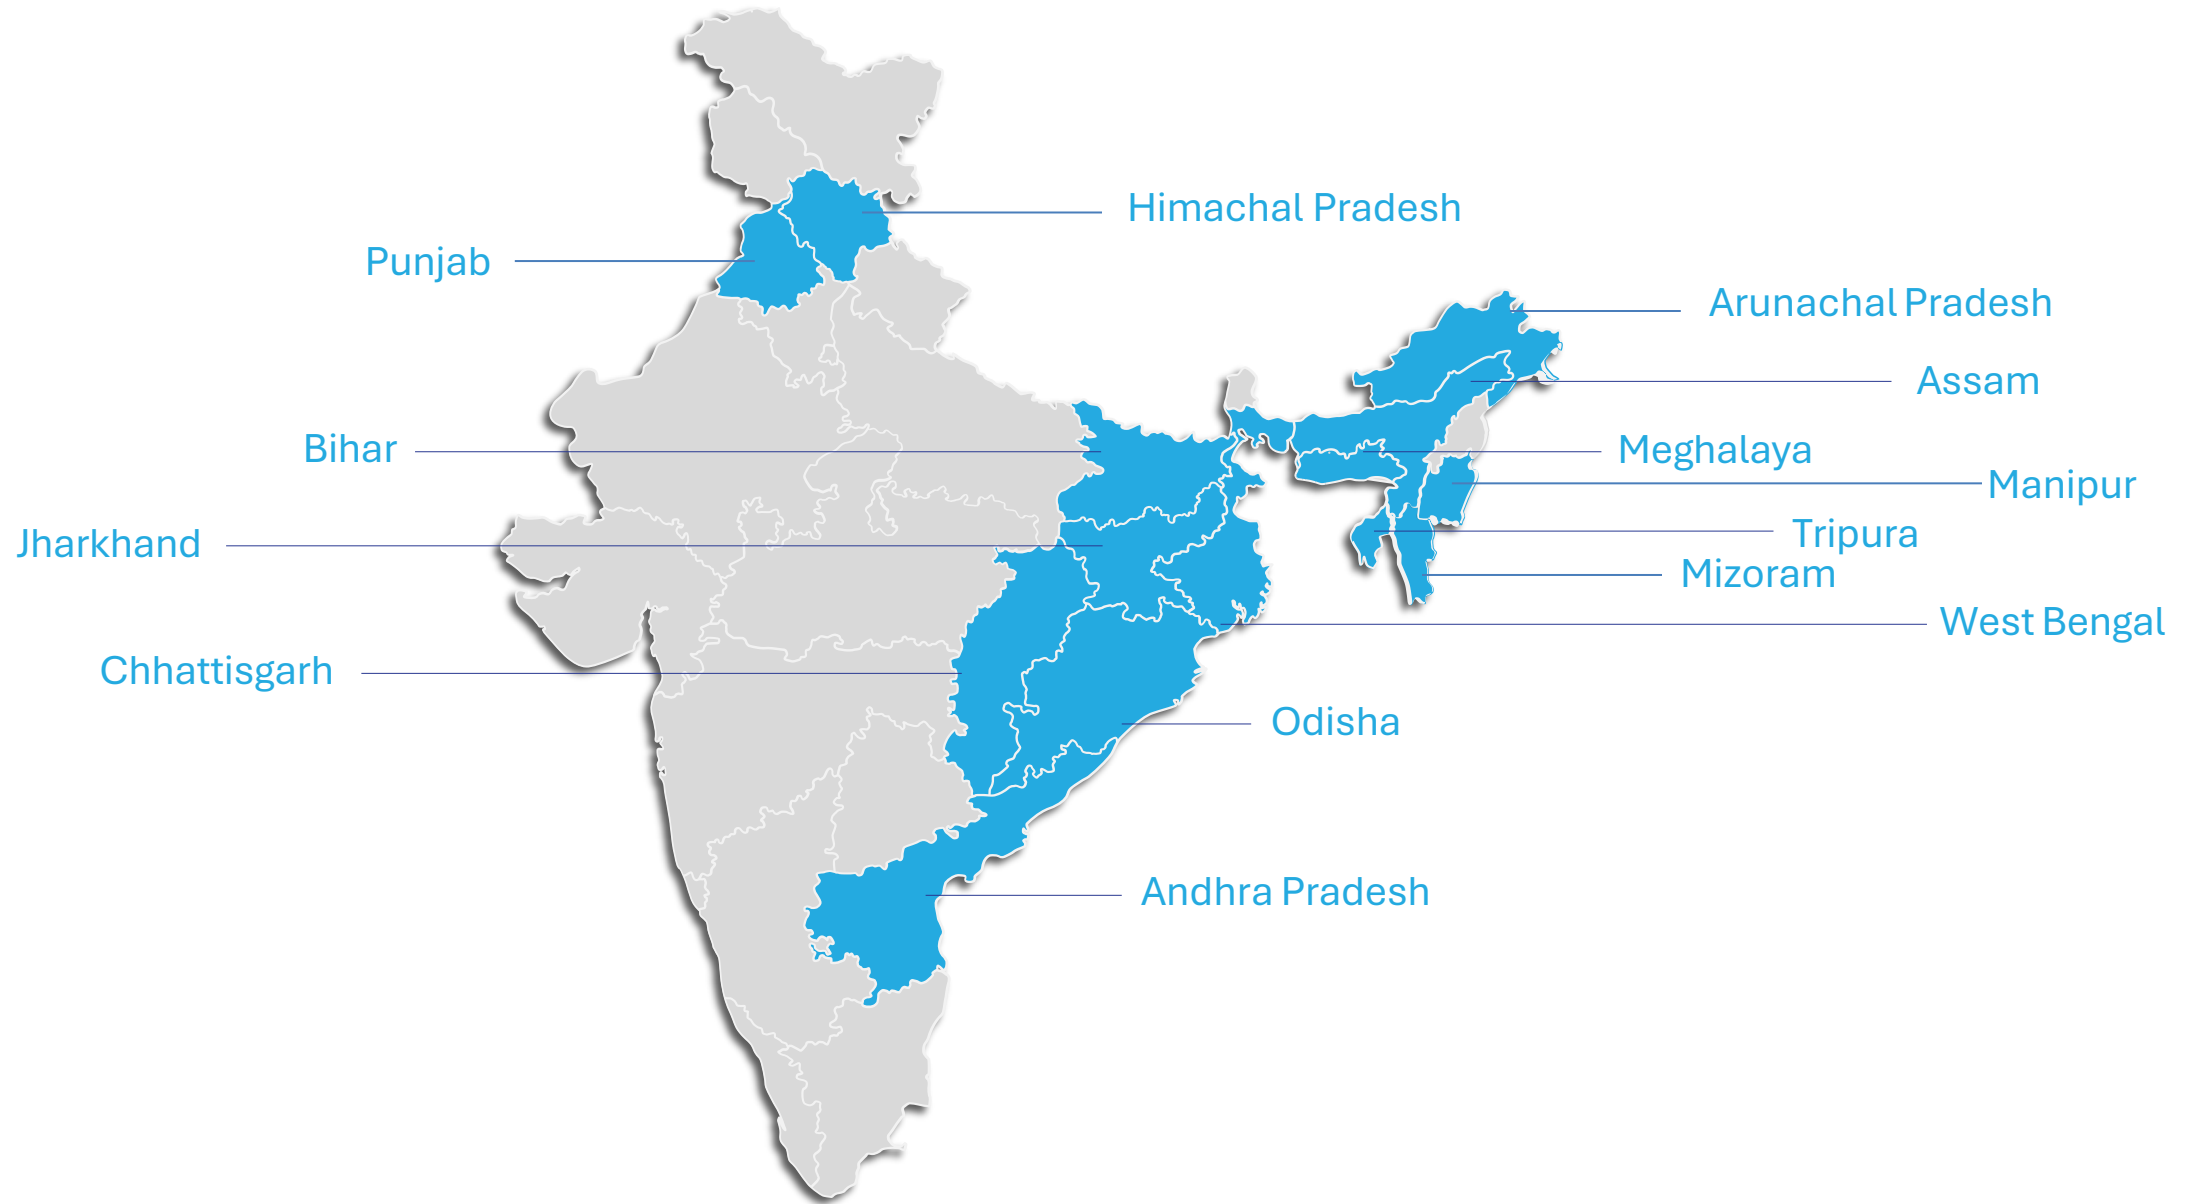 Himachal Pradesh
Punjab
Arunachal Pradesh
Assam
Bihar
Meghalaya
Manipur
Jharkhand
Tripura
Mizoram
West Bengal
Chhattisgarh
Odisha
Andhra Pradesh